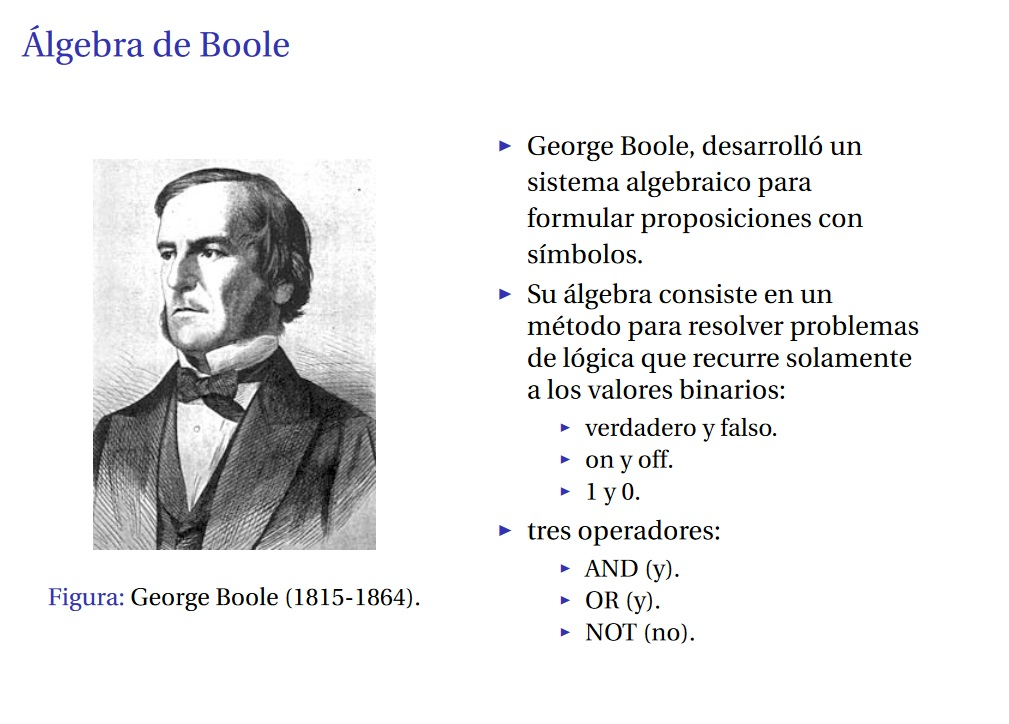 Álgebra de Boole
Figura: George Boole (1815-1864).
▶ George Boole, desarrolló un
sistema algebraico para
formular proposiciones con
símbolos.
▶ Su álgebra consiste en un
método para resolver problemas
de lógica que recurre solamente
a los valores binarios:
▶ verdadero y falso.
▶ on y off.
▶ 1 y 0.
▶ tres operadores:
▶ AND (y).
▶ OR (y).
▶ NOT (no).